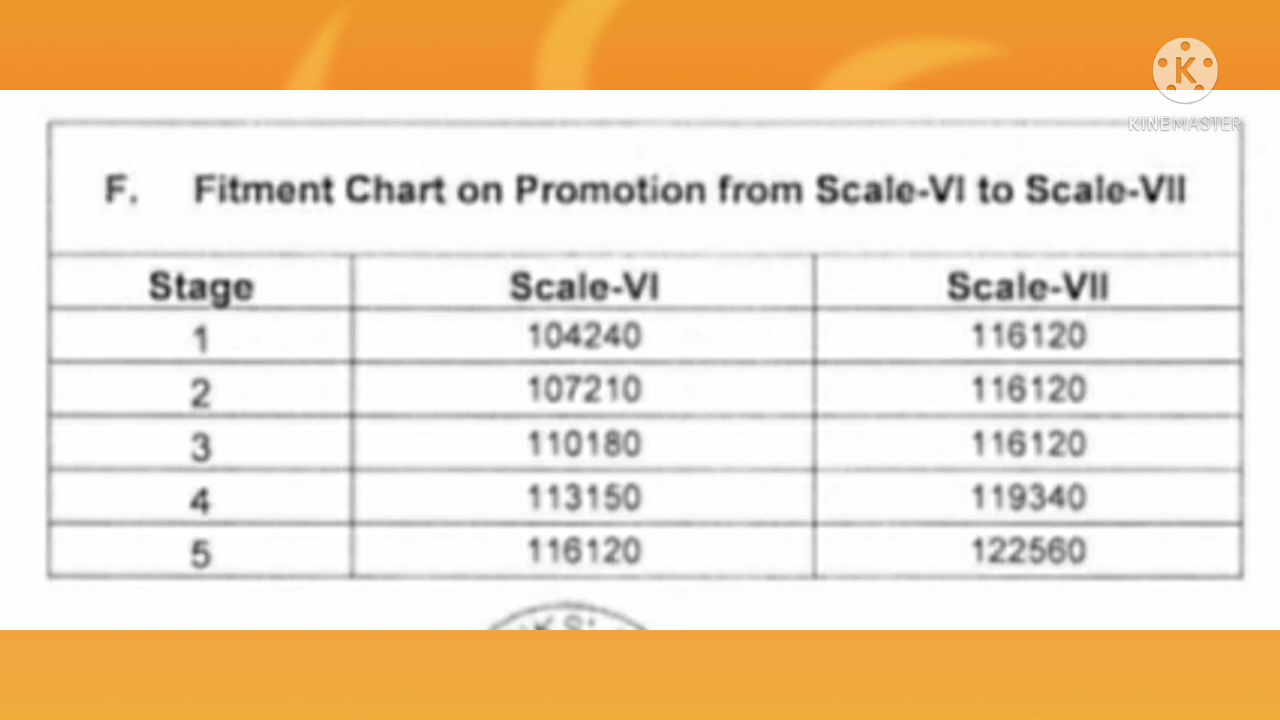 K
KINEMASTER
F. Fitment Chart on Promotion from Scale-VI to Scale-VII
Stage Scale-VI Scale-VII
1 104240 116120
2 107210 116120
3 110180 116120
4 113150 119340
5 116120 122560